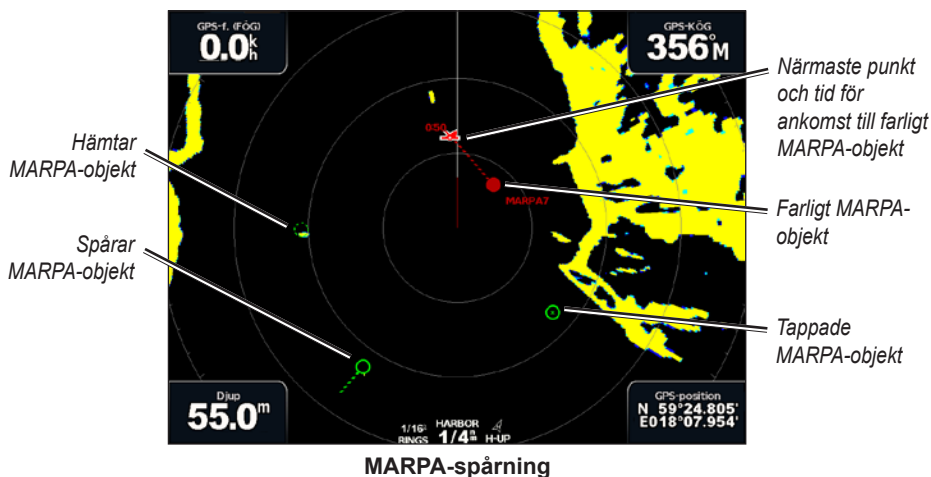 GPS-f. (FÖG)
0.0 k/h
GPS-KÖG
356°M
Närmaste punkt
och tid för
ankomst till farligt
MARPA-objekt
Hämtar
MARPA-objekt
MARPA7
Farligt MARPA-
objekt
Spårar
MARPA-objekt
Tappade
MARPA-objekt
Djup
55.0m
1/16
RINGS
HARBOR
1/4 nm
H-UP
GPS-position
N 59°24.805'
E018°07.954'
MARPA-spårning